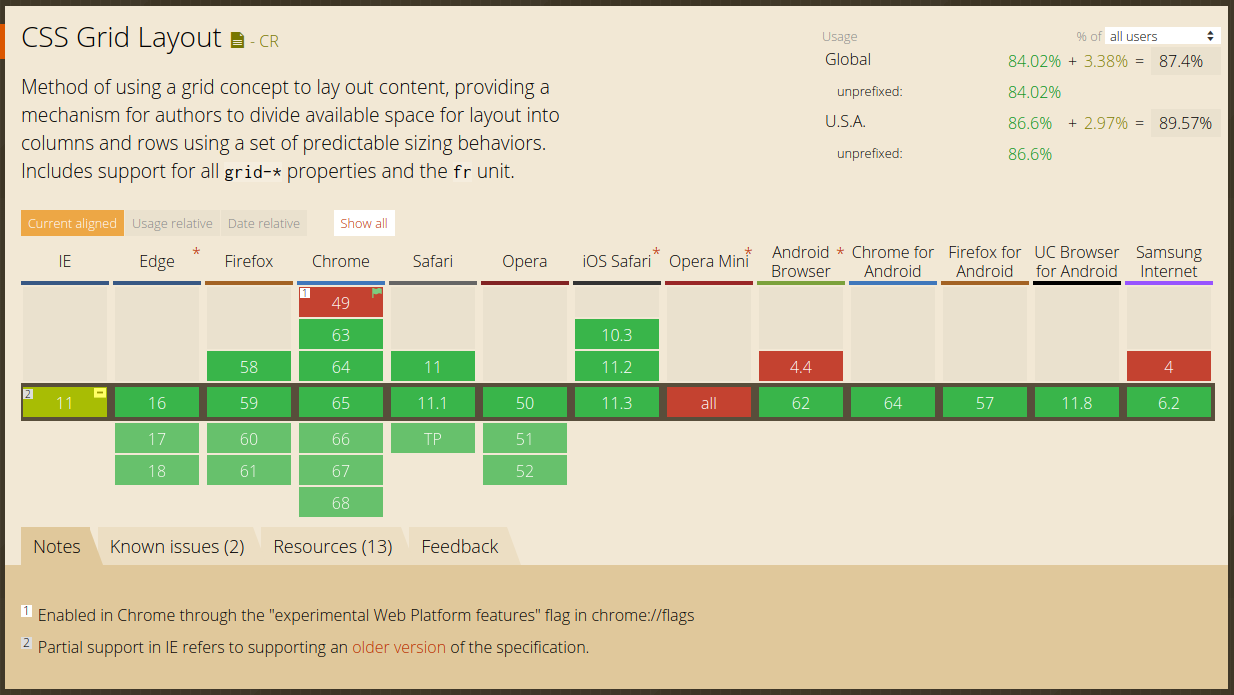 CSS Grid Layout - CR
Usage % of all users
Global 84.02% + 3.38% = 87.4%
unprefixed: 84.02%
U.S.A. 86.6% + 2.97% = 89.57%
unprefixed: 86.6%
Method of using a grid concept to lay out content, providing a
mechanism for authors to divide available space for layout into
columns and rows using a set of predictable sizing behaviors.
Includes support for all grid-* properties and the fr unit.
Current aligned Usage relative Date relative Show all
IE Edge * Firefox Chrome Safari Opera iOS Safari * Opera Mini * Android Browser * Chrome for Android Firefox for Android UC Browser for Android Samsung Internet
1 49
63 10.3
58 64 11 11.2 4.4 4
2 11 - 16 59 65 11.1 50 11.3 all 62 64 57 11.8 6.2
17 60 66 TP 51
18 61 67 52
68
Notes Known issues (2) Resources (13) Feedback
1 Enabled in Chrome through the "experimental Web Platform features" flag in chrome://flags
2 Partial support in IE refers to supporting an older version of the specification.